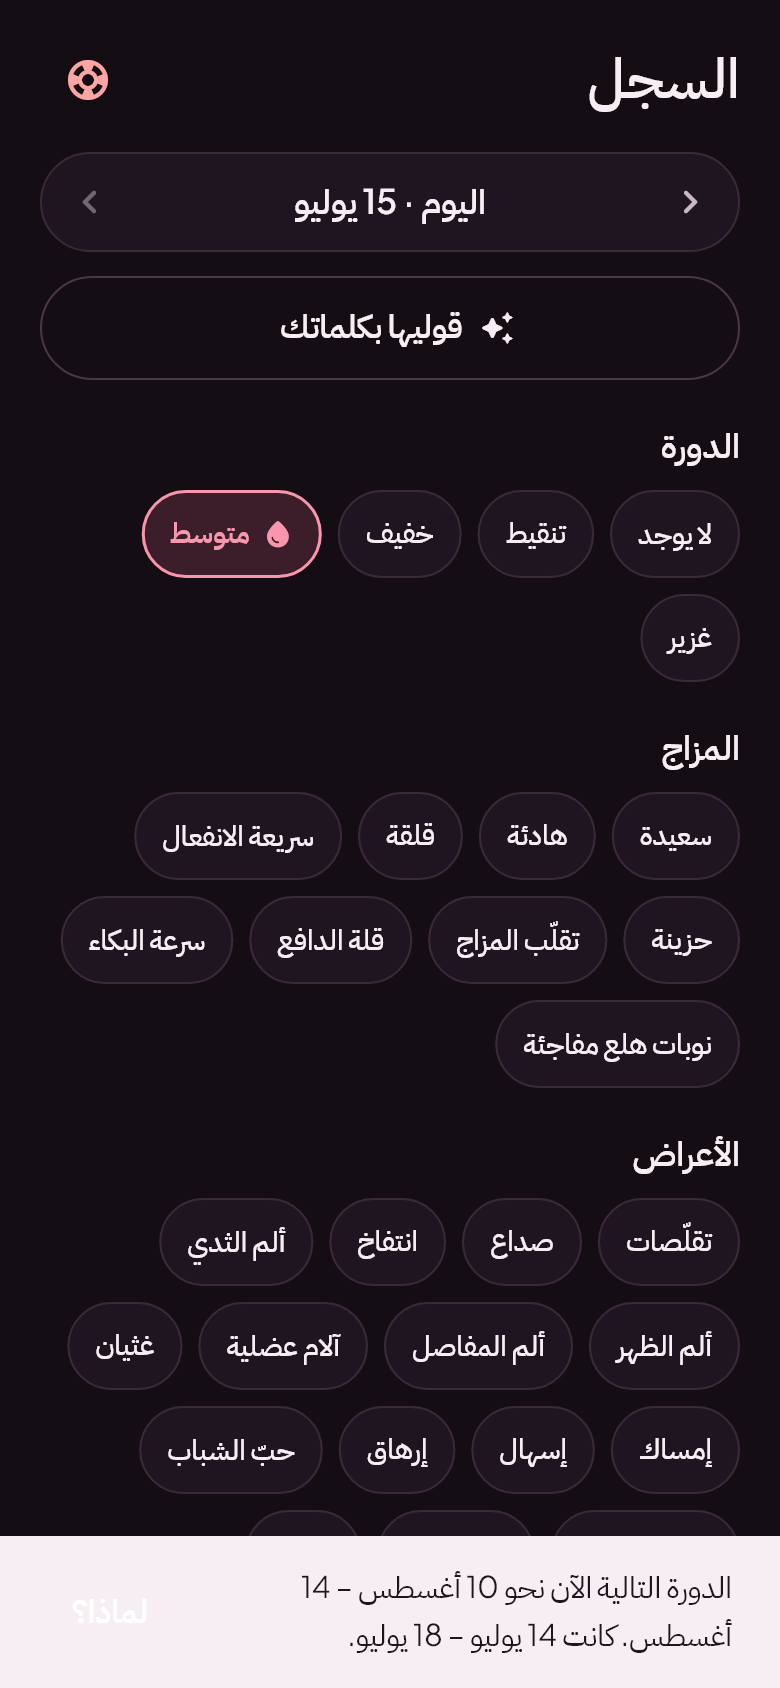 السجل
اليوم · 15 يوليو
قوليها بكلماتك
الدورة
لا يوجد
تنقيط
خفيف
متوسط
غزير
المزاج
سعيدة
هادئة
قلقة
سريعة الانفعال
حزينة
تقلّب المزاج
قلة الدافع
سرعة البكاء
نوبات هلع مفاجئة
الأعراض
تقلّصات
صداع
انتفاخ
ألم الثدي
ألم الظهر
ألم المفاصل
آلام عضلية
غثيان
إمساك
إسهال
إرهاق
حبّ الشباب
الدورة التالية الآن نحو 10 أغسطس – 14
أغسطس. كانت 14 يوليو – 18 يوليو.
لماذا؟